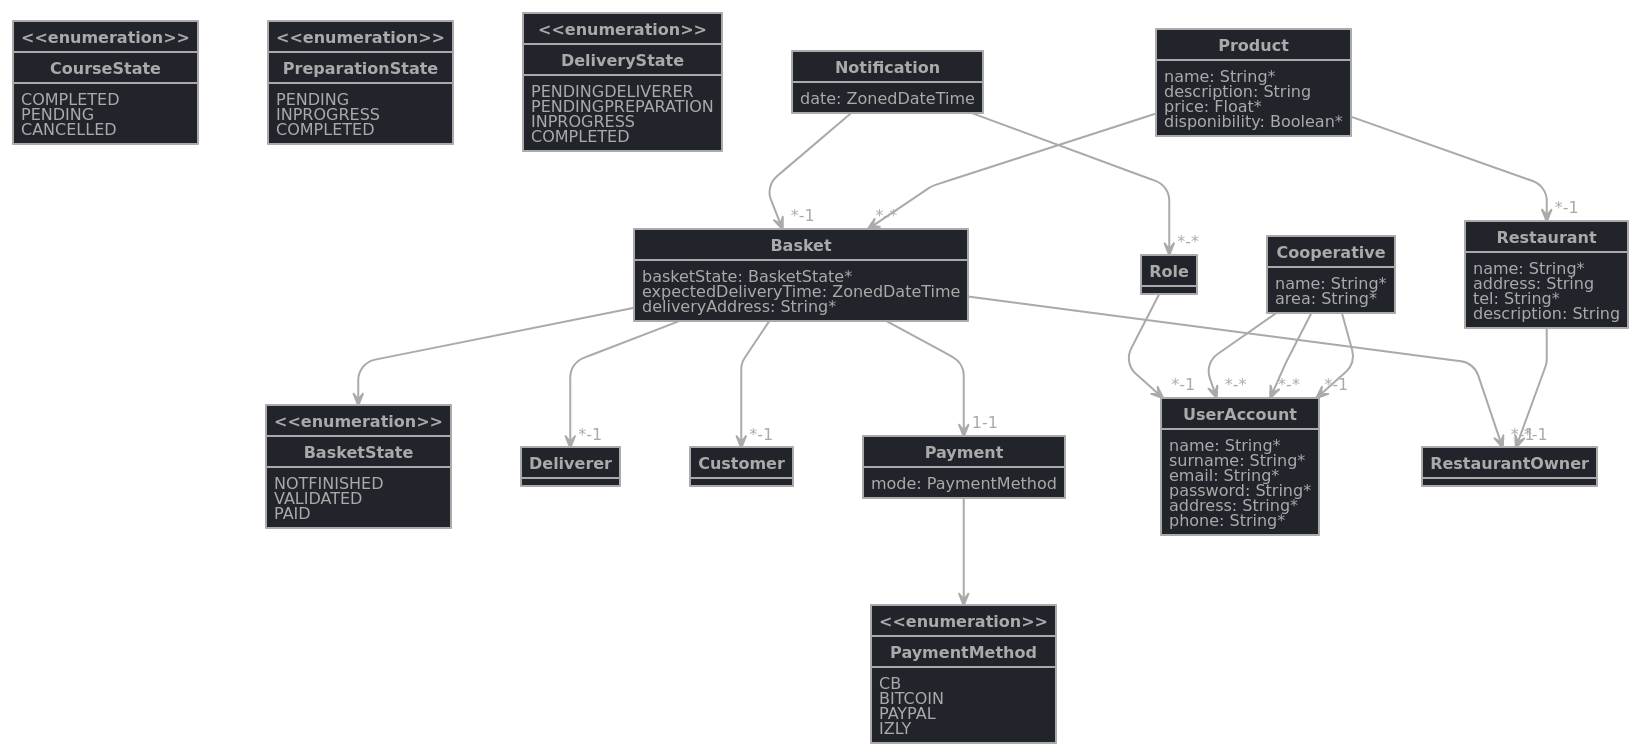 <<enumeration>>
CourseState
COMPLETED
PENDING
CANCELLED
<<enumeration>>
PreparationState
PENDING
INPROGRESS
COMPLETED
<<enumeration>>
DeliveryState
PENDINGDELIVERER
PENDINGPREPARATION
INPROGRESS
COMPLETED
Notification
date: ZonedDateTime
Product
name: String*
description: String
price: Float*
disponibility: Boolean*
*-1
*-*
*-*
*-1
Basket
basketState: BasketState*
expectedDeliveryTime: ZonedDateTime
deliveryAddress: String*
Role
Cooperative
name: String*
area: String*
Restaurant
name: String*
address: String
tel: String*
description: String
*-1
*-1
1-1
*-1
*-*
*-*
*-1
*-1
1-1
<<enumeration>>
BasketState
NOTFINISHED
VALIDATED
PAID
Deliverer
Customer
Payment
mode: PaymentMethod
UserAccount
name: String*
surname: String*
email: String*
password: String*
address: String*
phone: String*
RestaurantOwner
<<enumeration>>
PaymentMethod
CB
BITCOIN
PAYPAL
IZLY